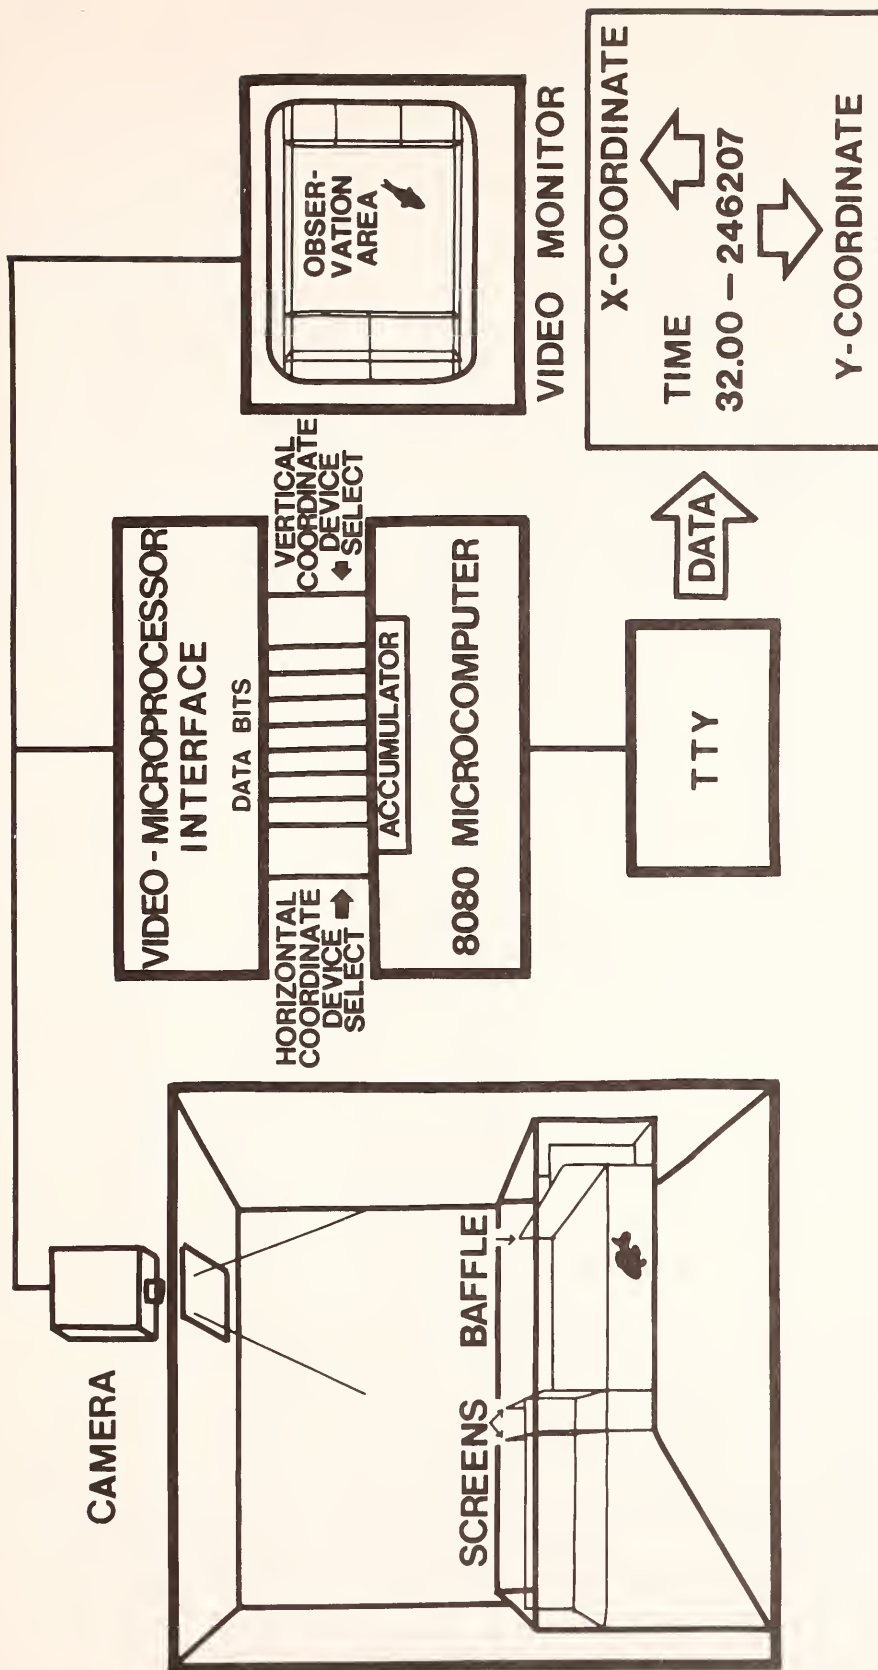 CAMERA
SCREENS
BAFFLE
VIDEO-MICROPROCESSOR
INTERFACE
DATA BITS
HORIZONTAL
COORDINATE
DEVICE
SELECT
VERTICAL
COORDINATE
DEVICE
SELECT
ACCUMULATOR
8080 MICROCOMPUTER
TTY
OBSER-
VATION
AREA
VIDEO MONITOR
DATA
X-COORDINATE
TIME
32.00 – 246207
Y-COORDINATE